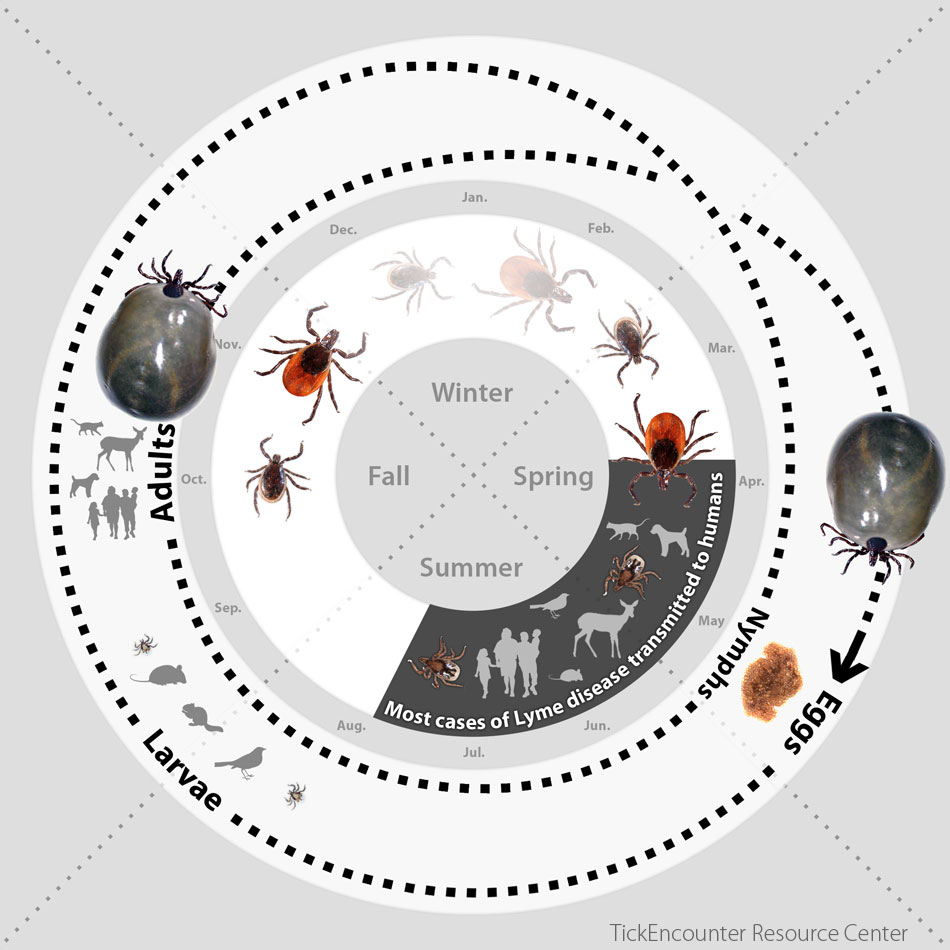 Jan.
Feb.
Mar.
Apr.
May
Jun.
Jul.
Aug.
Sep.
Oct.
Nov.
Dec.
Winter
Fall
Spring
Summer
Adults
Larvae
Nymphs
Eggs
Most cases of Lyme disease transmitted to humans
TickEncounter Resource Center